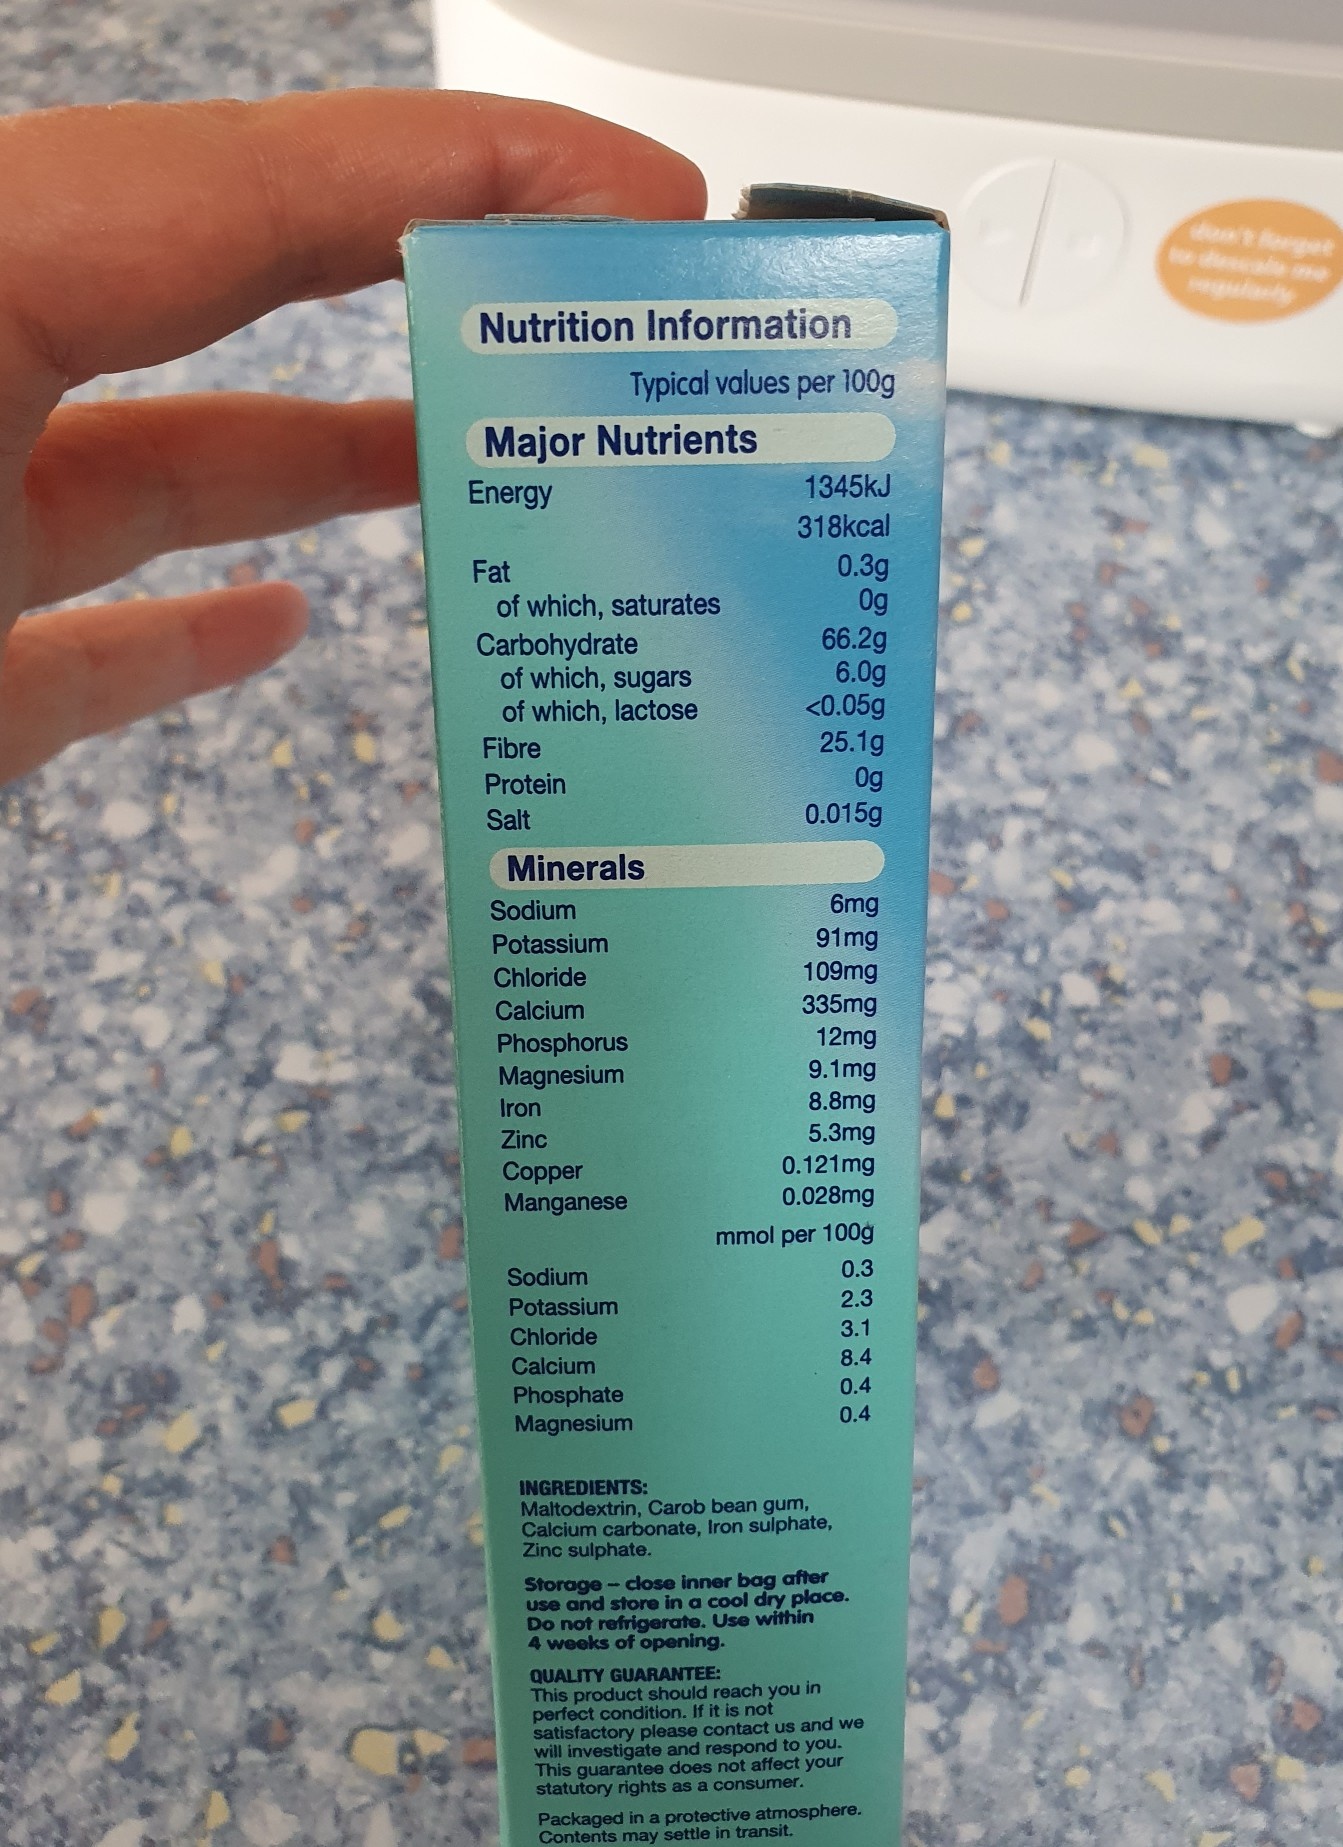 don't forget
to descale me
regularly
Nutrition Information
Typical values per 100g
Major Nutrients
Energy 1345kJ
318kcal
Fat 0.3g
of which, saturates 0g
Carbohydrate 66.2g
of which, sugars 6.0g
of which, lactose <0.05g
Fibre 25.1g
Protein 0g
Salt 0.015g
Minerals
Sodium 6mg
Potassium 91mg
Chloride 109mg
Calcium 335mg
Phosphorus 12mg
Magnesium 9.1mg
Iron 8.8mg
Zinc 5.3mg
Copper 0.121mg
Manganese 0.028mg
mmol per 100g
Sodium 0.3
Potassium 2.3
Chloride 3.1
Calcium 8.4
Phosphate 0.4
Magnesium 0.4
INGREDIENTS:
Maltodextrin, Carob bean gum,
Calcium carbonate, Iron sulphate,
Zinc sulphate.
Storage – close inner bag after
use and store in a cool dry place.
Do not refrigerate. Use within
4 weeks of opening.
QUALITY GUARANTEE:
This product should reach you in
perfect condition. If it is not
satisfactory please contact us and we
will investigate and respond to you.
This guarantee does not affect your
statutory rights as a consumer.
Packaged in a protective atmosphere.
Contents may settle in transit.